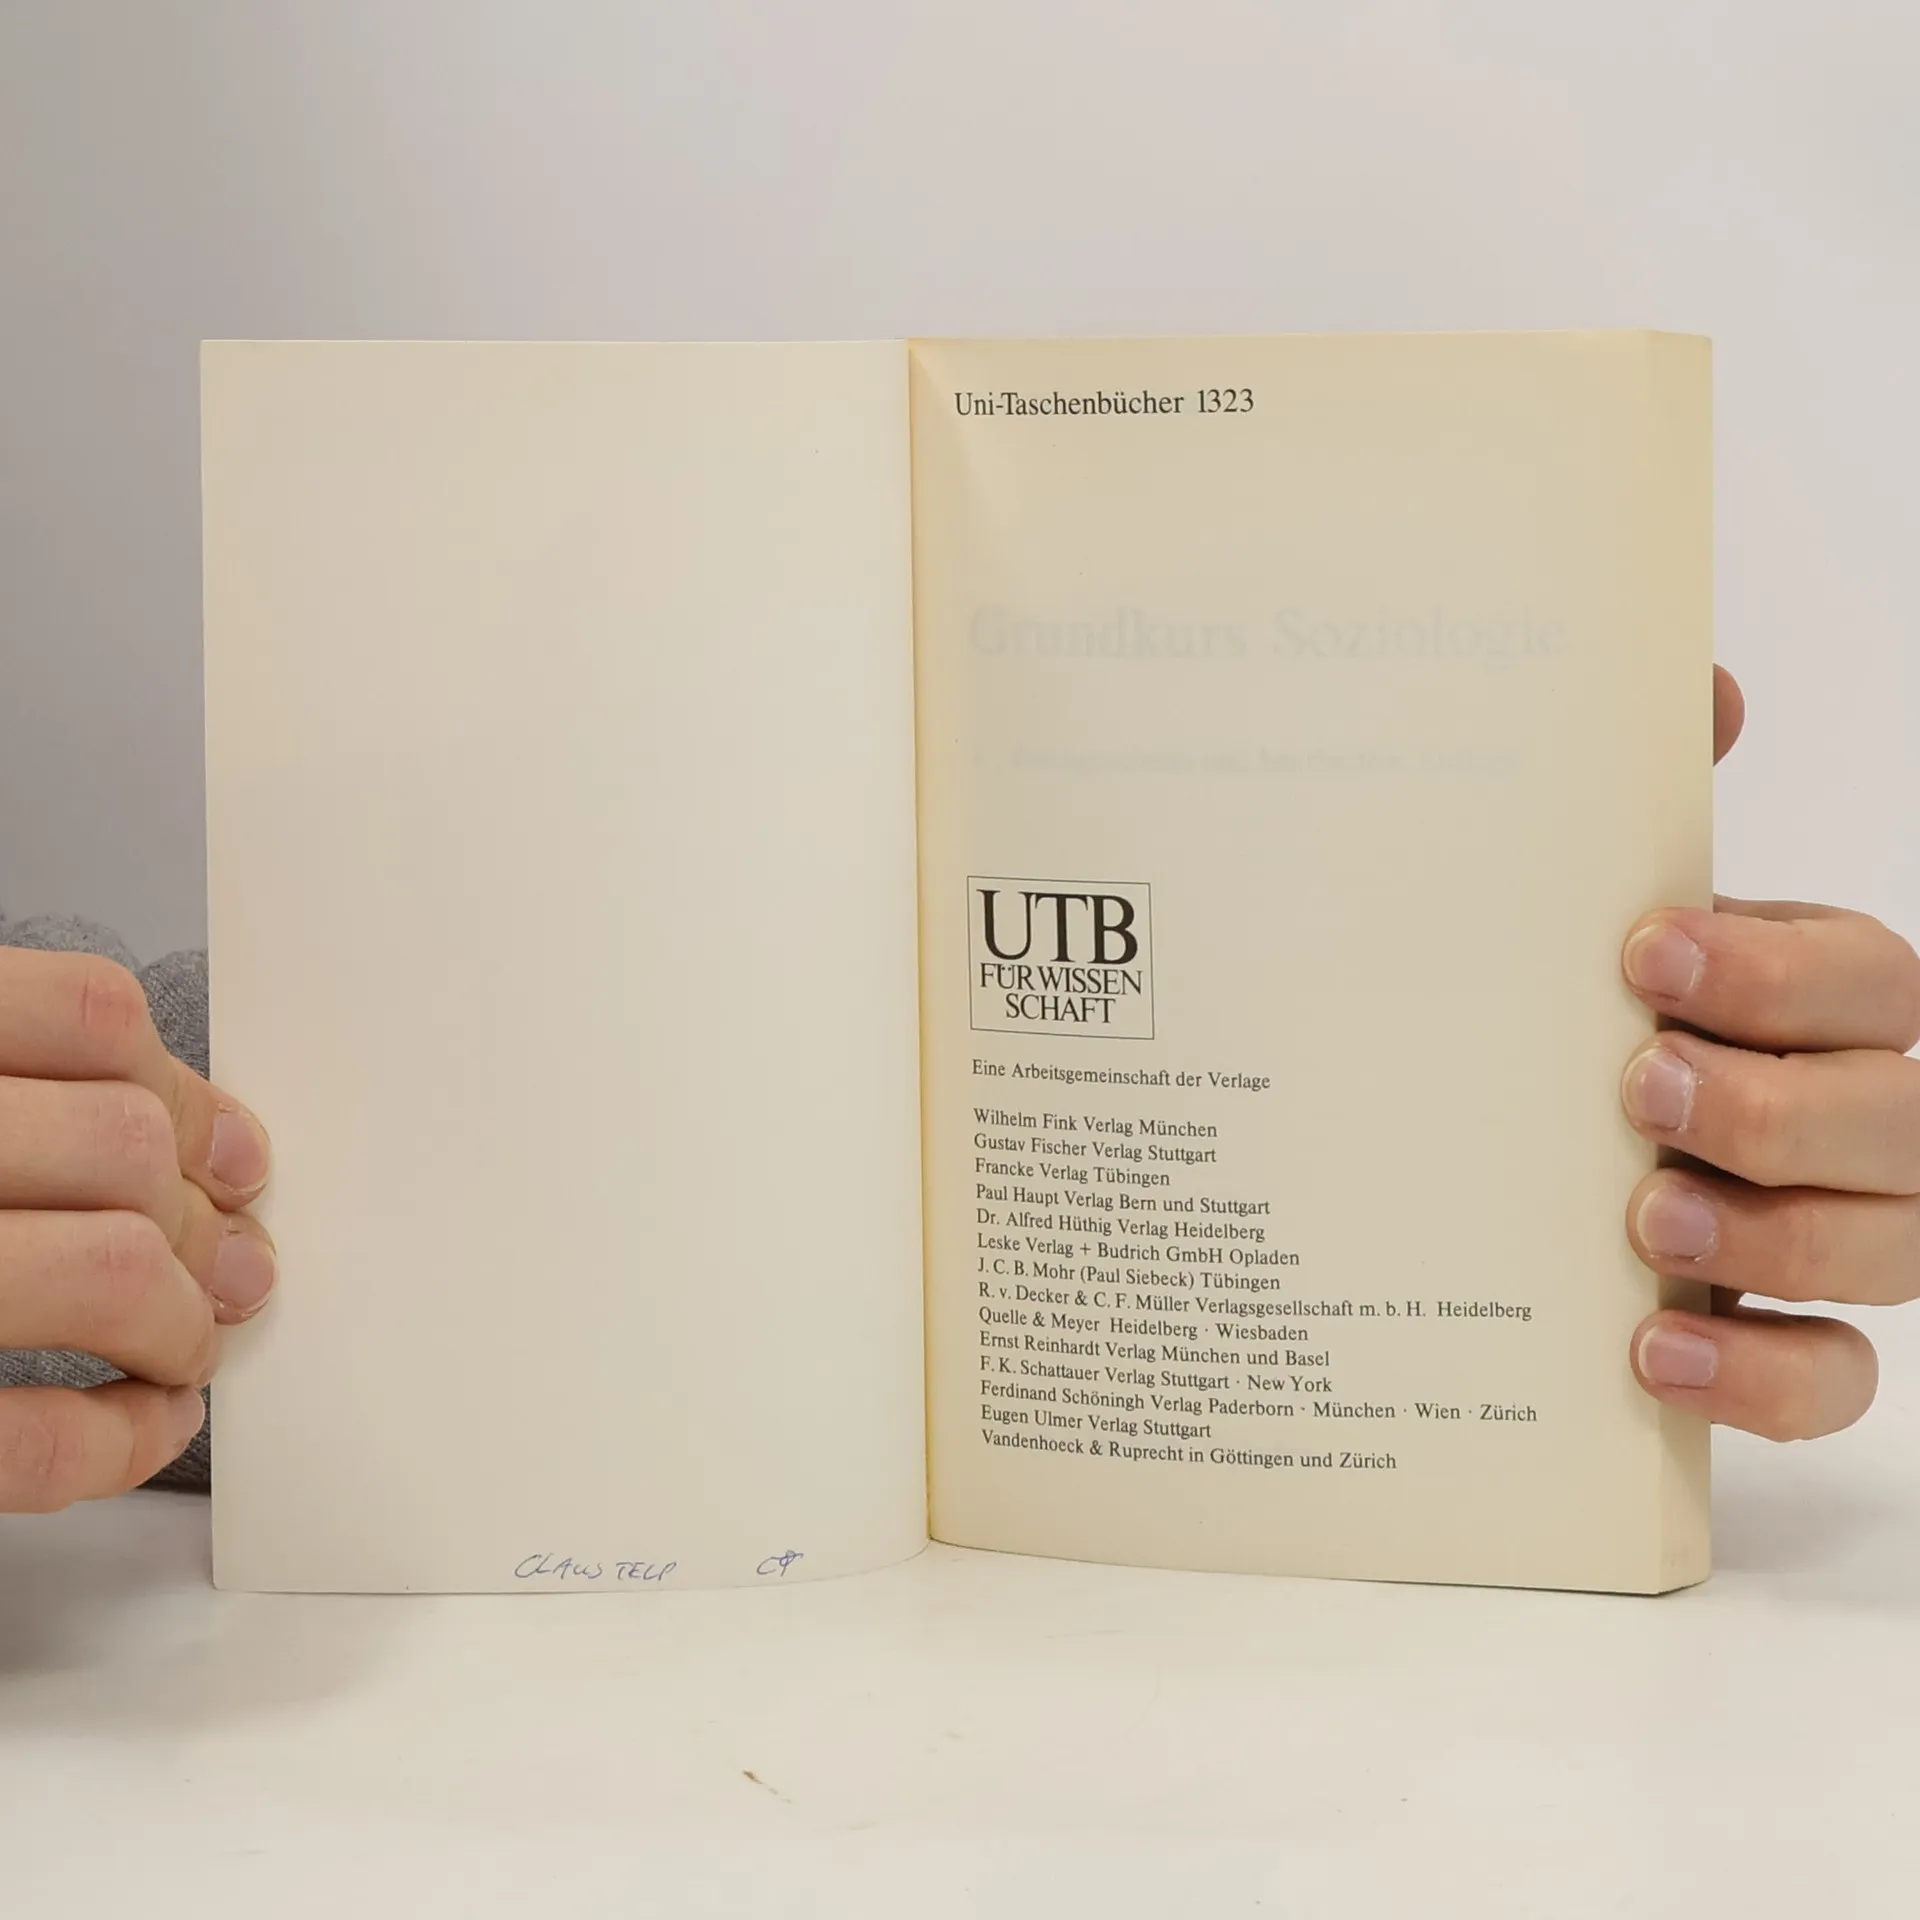 Uni-Taschenbücher 1323
Grundkurs Soziologie
UTB
FÜR WISSEN
SCHAFT
Eine Arbeitsgemeinschaft der Verlage
Wilhelm Fink Verlag München
Gustav Fischer Verlag Stuttgart
Francke Verlag Tübingen
Paul Haupt Verlag Bern und Stuttgart
Dr. Alfred Hüthig Verlag Heidelberg
Leske Verlag + Budrich GmbH Opladen
J. C. B. Mohr (Paul Siebeck) Tübingen
R. v. Decker & C. F. Müller Verlagsgesellschaft m. b. H. Heidelberg
Quelle & Meyer Heidelberg · Wiesbaden
Ernst Reinhardt Verlag München und Basel
F. K. Schattauer Verlag Stuttgart · New York
Ferdinand Schöningh Verlag Paderborn · München · Wien · Zürich
Eugen Ulmer Verlag Stuttgart
Vandenhoeck & Ruprecht in Göttingen und Zürich
CLAUS TELP